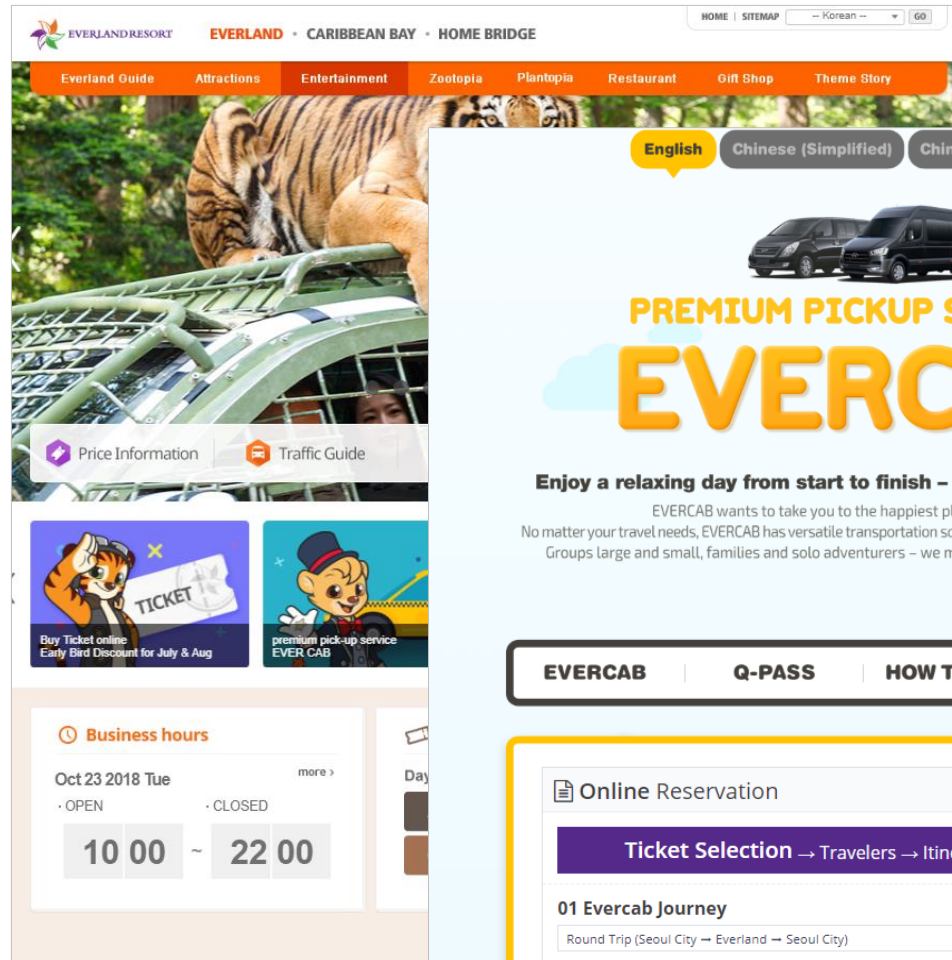 EVERLANDRESORT
EVERLAND • CARIBBEAN BAY • HOME BRIDGE
HOME | SITEMAP -- Korean -- GO
Everland Guide Attractions Entertainment Zootopia Plantopia Restaurant Gift Shop Theme Story
English Chinese (Simplified) Chin
PREMIUM PICKUP S
EVERC
Price Information Traffic Guide
Enjoy a relaxing day from start to finish –
EVERCAB wants to take you to the happiest pl
No matter your travel needs, EVERCAB has versatile transportation so
Groups large and small, families and solo adventurers – we m
TICKET
Buy Ticket online
Early Bird Discount for July & Aug
premium pick-up service
EVER CAB
EVERCAB Q-PASS HOW T
Business hours
Oct 23 2018 Tue more ›
· OPEN · CLOSED
10 00 ~ 22 00
Day
Online Reservation
Ticket Selection → Travelers → Itin
01 Evercab Journey
Round Trip (Seoul City → Everland → Seoul City)